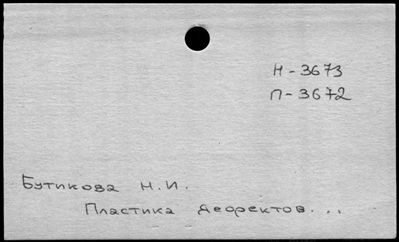 Н-3673
П-3672
Бутикова Н.И.
Пластика дефектов...